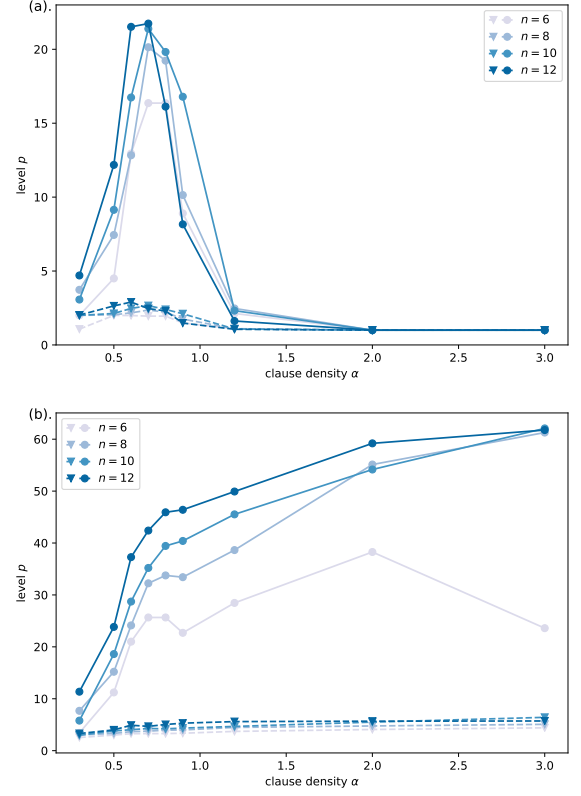 (a).
n = 6
n = 8
n = 10
n = 12
20
15
10
5
0
level p
0.5 1.0 1.5 2.0 2.5 3.0
clause density α
(b).
n = 6
n = 8
n = 10
n = 12
60
50
40
30
20
10
0
level p
0.5 1.0 1.5 2.0 2.5 3.0
clause density α